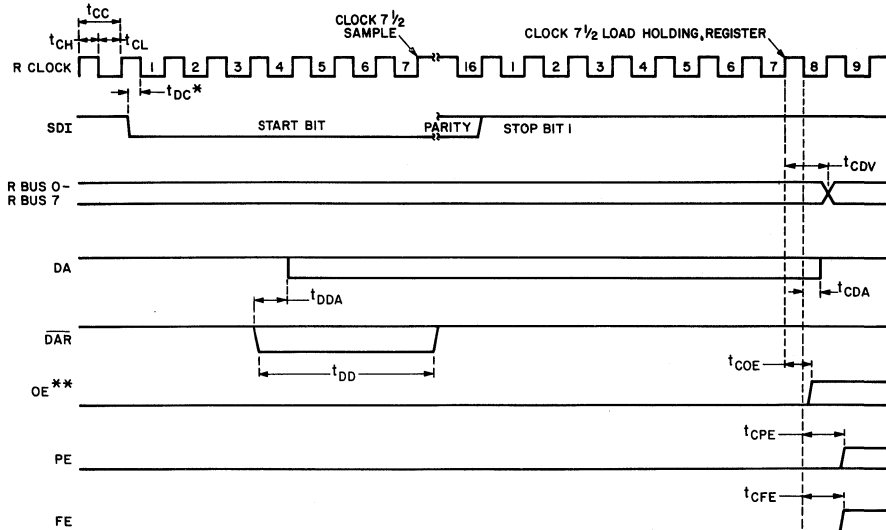 tCC
CLOCK 7 1/2
SAMPLE
CLOCK 7 1/2 LOAD HOLDING, REGISTER
tCH tCL
R CLOCK 1 2 3 4 5 6 7 16 1 2 3 4 5 6 7 8 9
tDC*
SDI START BIT PARITY STOP BIT 1
tCDV
R BUS 0-
R BUS 7
DA
tDDA tCDA
DAR
tDD tCOE
OE**
tCPE
PE
tCFE
FE